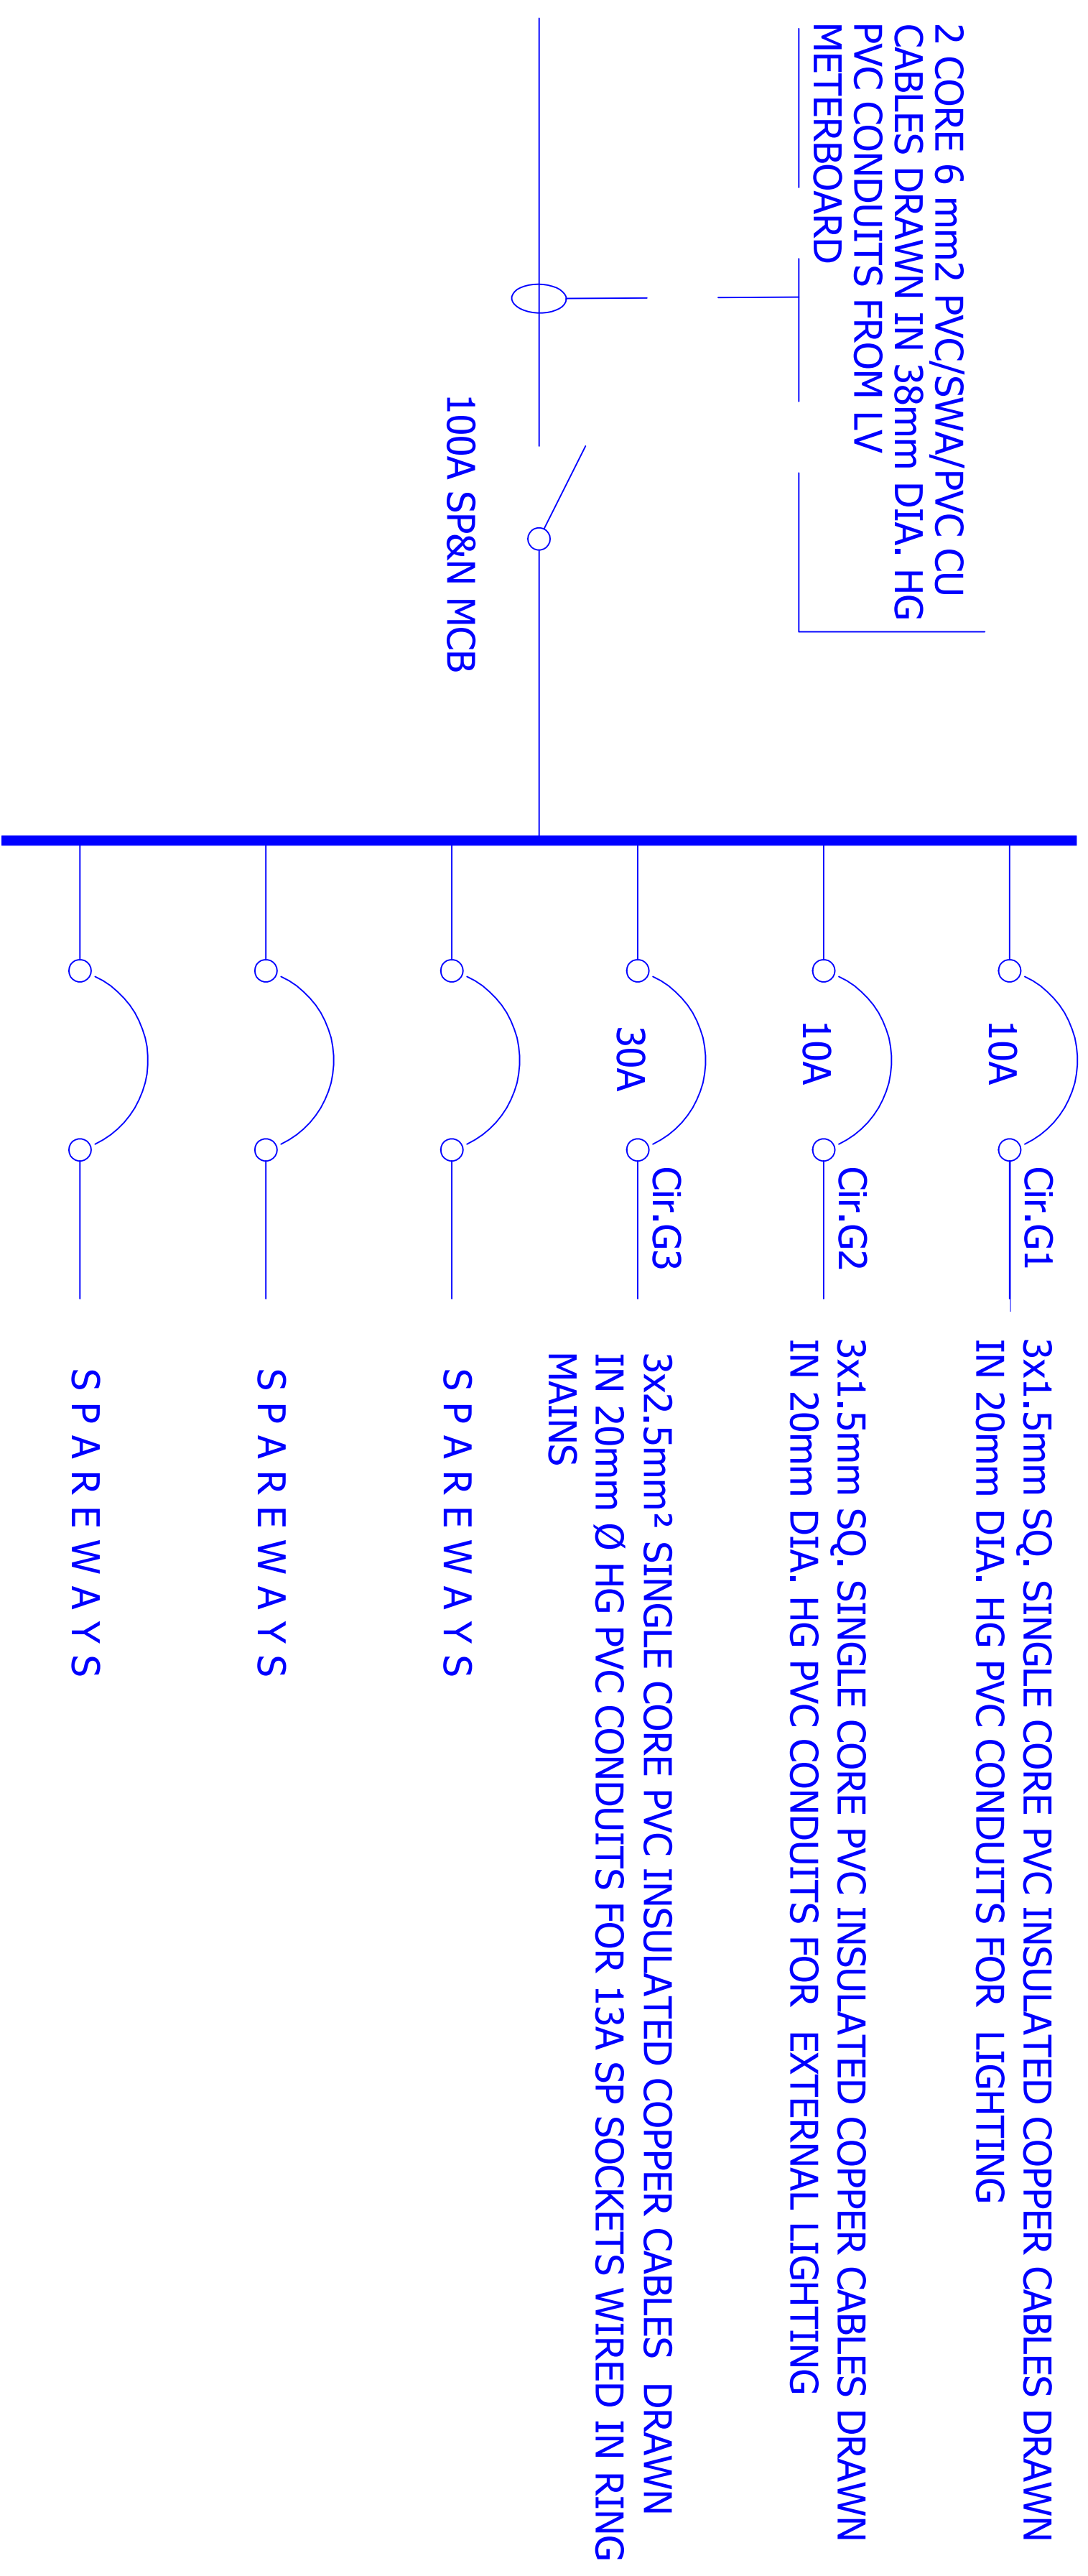 2 CORE 6 mm2 PVC/SWA/PVC CU
CABLES DRAWN IN 38mm DIA. HG
PVC CONDUITS FROM LV
METERBOARD
100A SP&N MCB
10A
Cir.G1
3x1.5mm SQ. SINGLE CORE PVC INSULATED COPPER CABLES DRAWN
IN 20mm DIA. HG PVC CONDUITS FOR LIGHTING
10A
Cir.G2
3x1.5mm SQ. SINGLE CORE PVC INSULATED COPPER CABLES DRAWN
IN 20mm DIA. HG PVC CONDUITS FOR EXTERNAL LIGHTING
30A
Cir.G3
3x2.5mm² SINGLE CORE PVC INSULATED COPPER CABLES DRAWN
IN 20mm Ø HG PVC CONDUITS FOR 13A SP SOCKETS WIRED IN RING
MAINS
S P A R E W A Y S
S P A R E W A Y S
S P A R E W A Y S